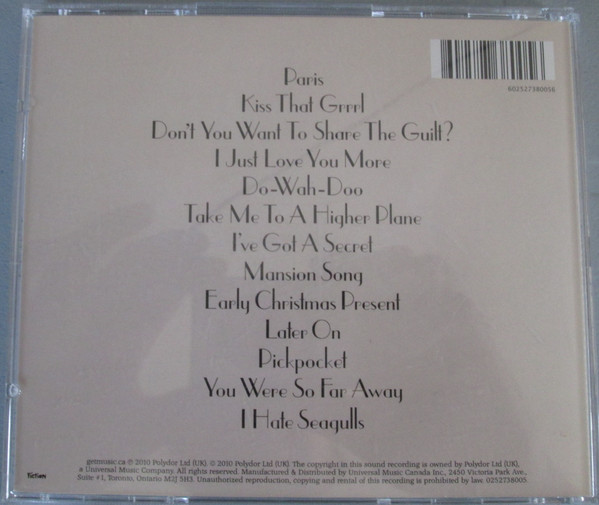 602527380056
Paris
Kiss That Grrrl
Don't You Want To Share The Guilt?
I Just Love You More
Do-Wah-Doo
Take Me To A Higher Plane
I've Got A Secret
Mansion Song
Early Christmas Present
Later On
Pickpocket
You Were So Far Away
I Hate Seagulls
getmusic.ca ℗ 2010 Polydor Ltd (UK). © 2010 Polydor Ltd (UK). The copyright in this sound recording is owned by Polydor Ltd (UK),
a Universal Music Company. All rights reserved. Manufactured & Distributed by Universal Music Canada Inc., 2450 Victoria Park Ave.,
Suite #1, Toronto, Ontario M2J 5H3. Unauthorized reproduction, copying and rental of this recording is prohibited by law. 0252738005.
Fiction